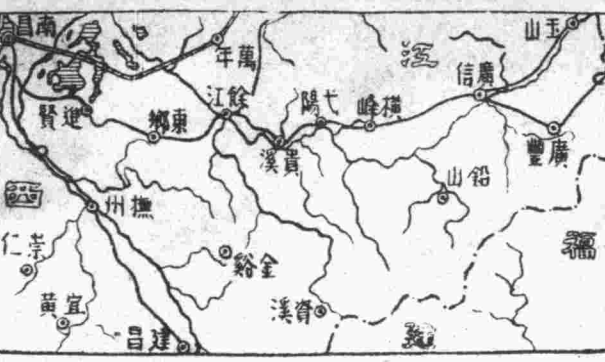 玉山
萬年
南昌
江
廣信
弋陽
橫峰
餘江
進賢
東鄉
貴溪
廣豐
鉛山
西
撫州
崇仁
金谿
福
宜黃
資溪
建昌
建